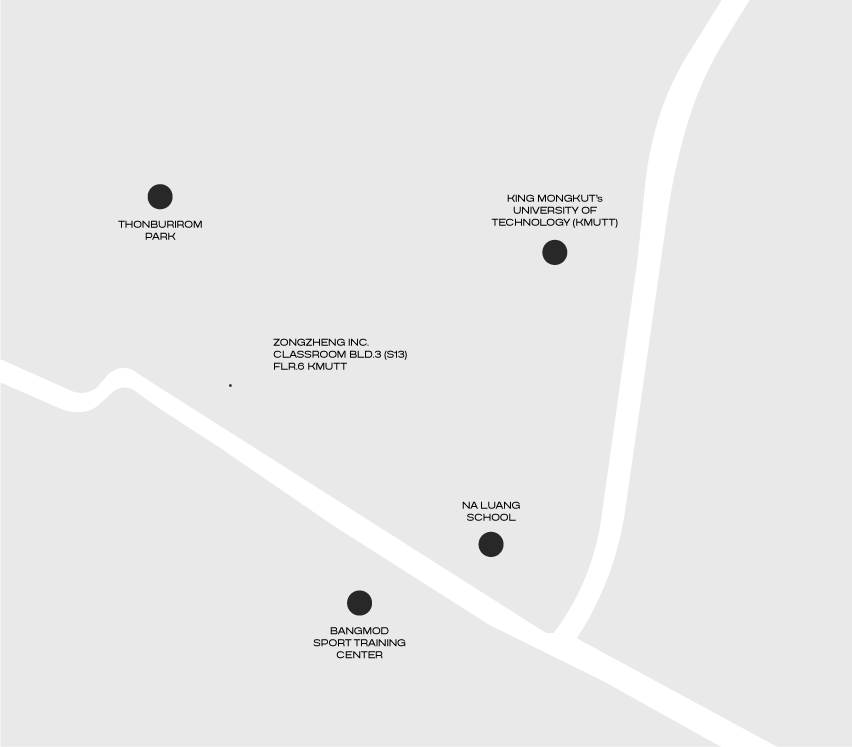 KING MONGKUT's
UNIVERSITY OF
TECHNOLOGY (KMUTT)
THONBURIROM
PARK
ZONGZHENG INC.
CLASSROOM BLD.3 (S13)
FLR.6 KMUTT
NA LUANG
SCHOOL
BANGMOD
SPORT TRAINING
CENTER